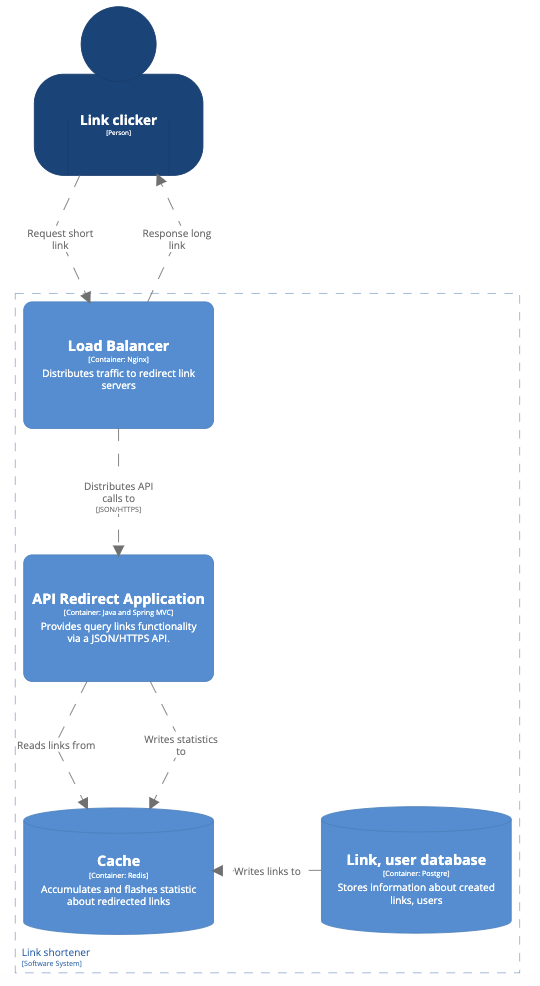 Link clicker
[Person]
Request short
link
Response long
link
Load Balancer
[Container: Nginx]
Distributes traffic to redirect link
servers
Distributes API
calls to
[JSON/HTTPS]
API Redirect Application
[Container: Java and Spring MVC]
Provides query links functionality
via a JSON/HTTPS API.
Reads links from
Writes statistics
to
Cache
[Container: Redis]
Accumulates and flashes statistic
about redirected links
Writes links to
Link, user database
[Container: Postgre]
Stores information about created
links, users
Link shortener
[Software System]